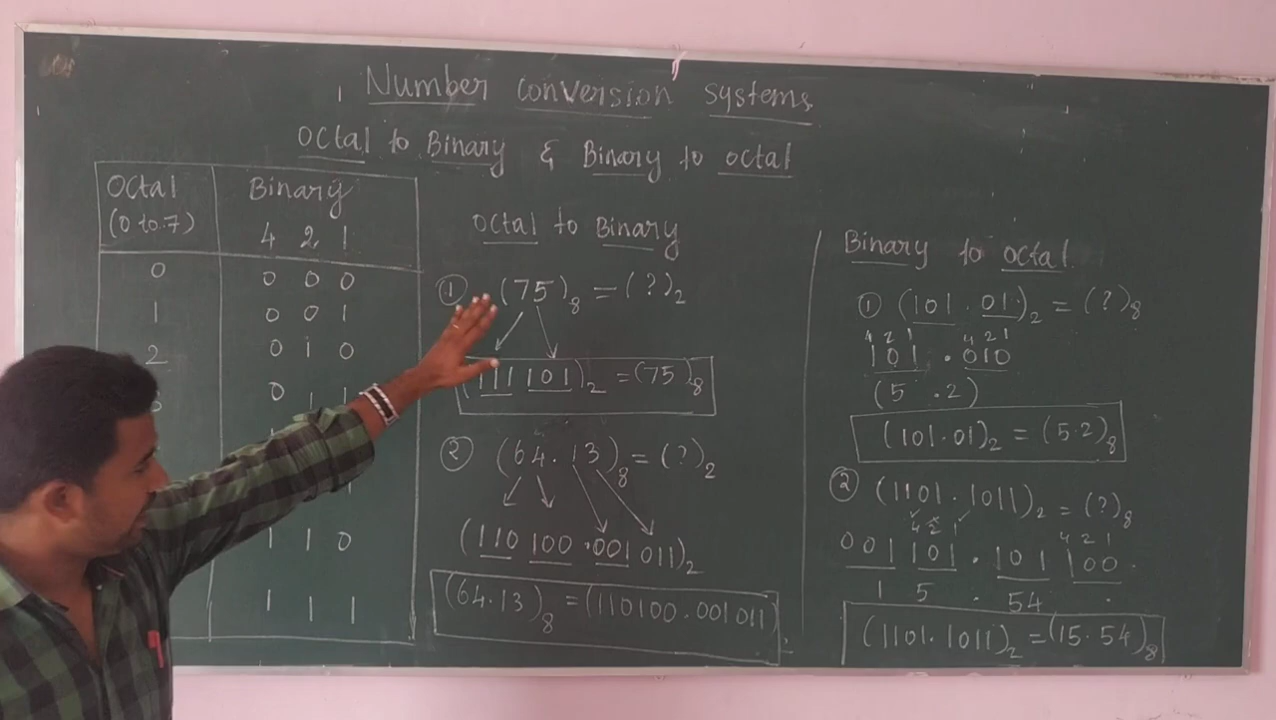 Number conversion systems
Octal to Binary & Binary to octal
Octal
(0 to 7)
Binary
4 2 1
0 0 0 0
1 0 0 1
2 0 1 0
0 1 1
1 1 0
1 1 1
Octal to Binary
① (75)₈ = (?)₂
(111 101)₂ = (75)₈
② (64.13)₈ = (?)₂
(110 100 .001 011)₂
(64.13)₈ = (110100.001011)
Binary to octal
① (101.01)₂ = (?)₈
4 2 1 4 2 1
101 . 010
(5 .2)
(101.01)₂ = (5.2)₈
② (1101.1011)₂ = (?)₈
4 2 1 4 2 1
001 101 . 101 100
1 5 . 54
(1101.1011)₂ = (15.54)₈